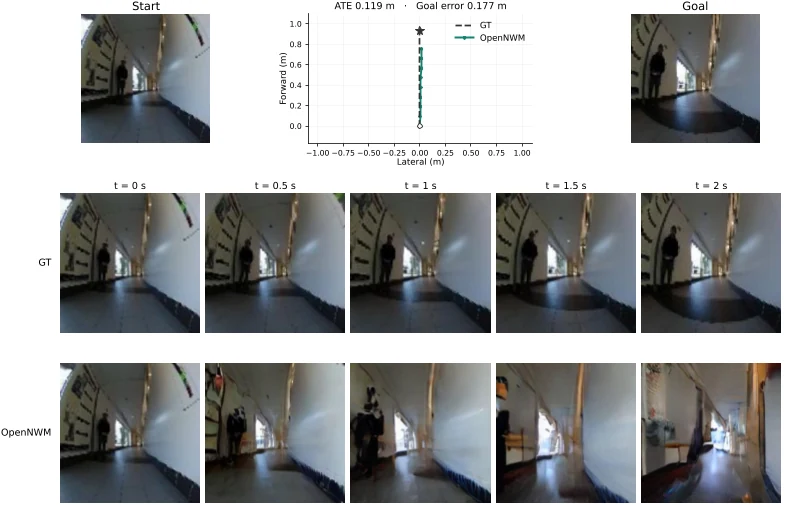 Start
ATE 0.119 m · Goal error 0.177 m
Goal
GT
OpenNWM
Forward (m)
1.0
0.8
0.6
0.4
0.2
0.0
−1.00 −0.75 −0.50 −0.25 0.00 0.25 0.50 0.75 1.00
Lateral (m)
t = 0 s
t = 0.5 s
t = 1 s
t = 1.5 s
t = 2 s
GT
OpenNWM